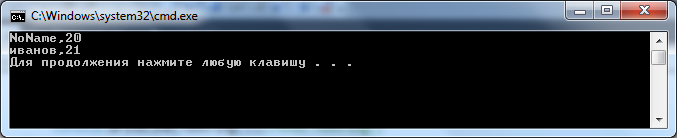 C:\Windows\system32\cmd.exe
NoName,20
иванов,21
Для продолжения нажмите любую клавишу . . .